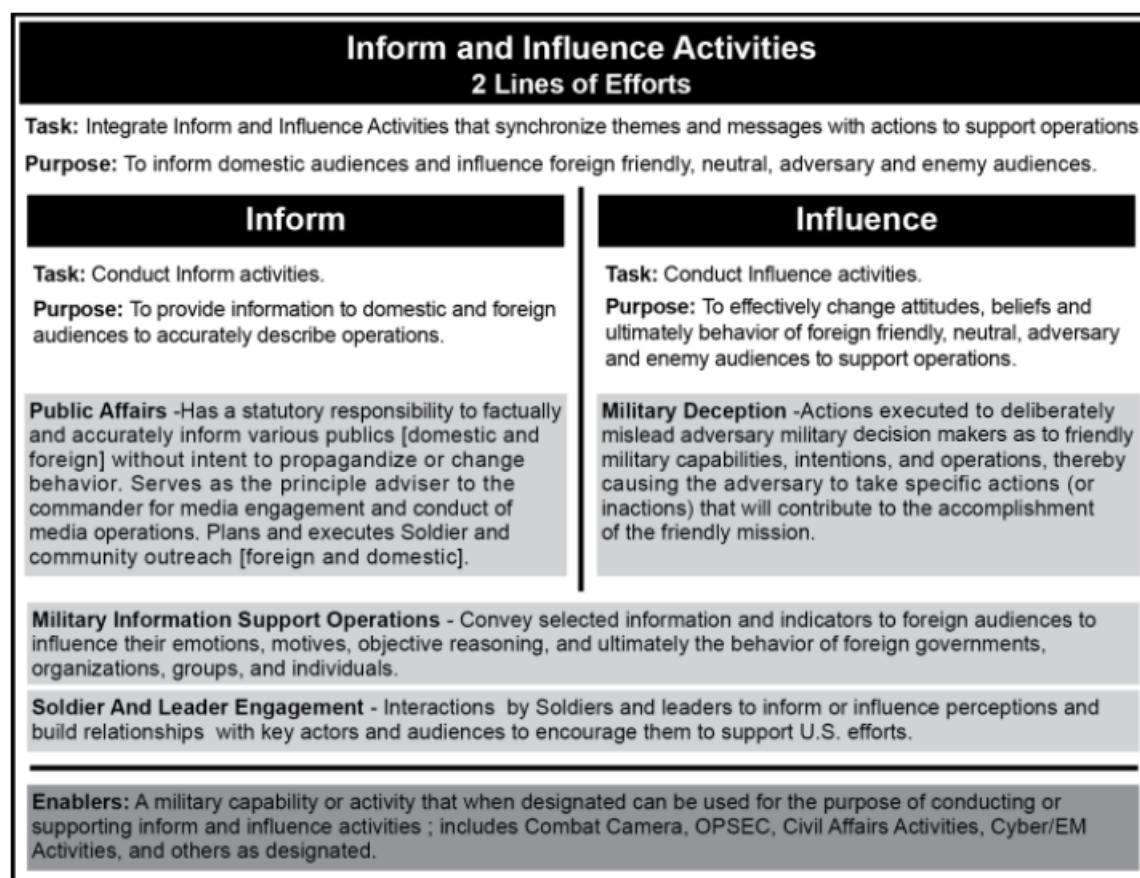 Inform and Influence Activities
2 Lines of Efforts
Task: Integrate Inform and Influence Activities that synchronize themes and messages with actions to support operations
Purpose: To inform domestic audiences and influence foreign friendly, neutral, adversary and enemy audiences.
Inform
Task: Conduct Inform activities.
Purpose: To provide information to domestic and foreign
audiences to accurately describe operations.
Public Affairs -Has a statutory responsibility to factually
and accurately inform various publics [domestic and
foreign] without intent to propagandize or change
behavior. Serves as the principle adviser to the
commander for media engagement and conduct of
media operations. Plans and executes Soldier and
community outreach [foreign and domestic].
Influence
Task: Conduct Influence activities.
Purpose: To effectively change attitudes, beliefs and
ultimately behavior of foreign friendly, neutral, adversary
and enemy audiences to support operations.
Military Deception -Actions executed to deliberately
mislead adversary military decision makers as to friendly
military capabilities, intentions, and operations, thereby
causing the adversary to take specific actions (or
inactions) that will contribute to the accomplishment
of the friendly mission.
Military Information Support Operations - Convey selected information and indicators to foreign audiences to
influence their emotions, motives, objective reasoning, and ultimately the behavior of foreign governments,
organizations, groups, and individuals.
Soldier And Leader Engagement - Interactions by Soldiers and leaders to inform or influence perceptions and
build relationships with key actors and audiences to encourage them to support U.S. efforts.
Enablers: A military capability or activity that when designated can be used for the purpose of conducting or
supporting inform and influence activities ; includes Combat Camera, OPSEC, Civil Affairs Activities, Cyber/EM
Activities, and others as designated.